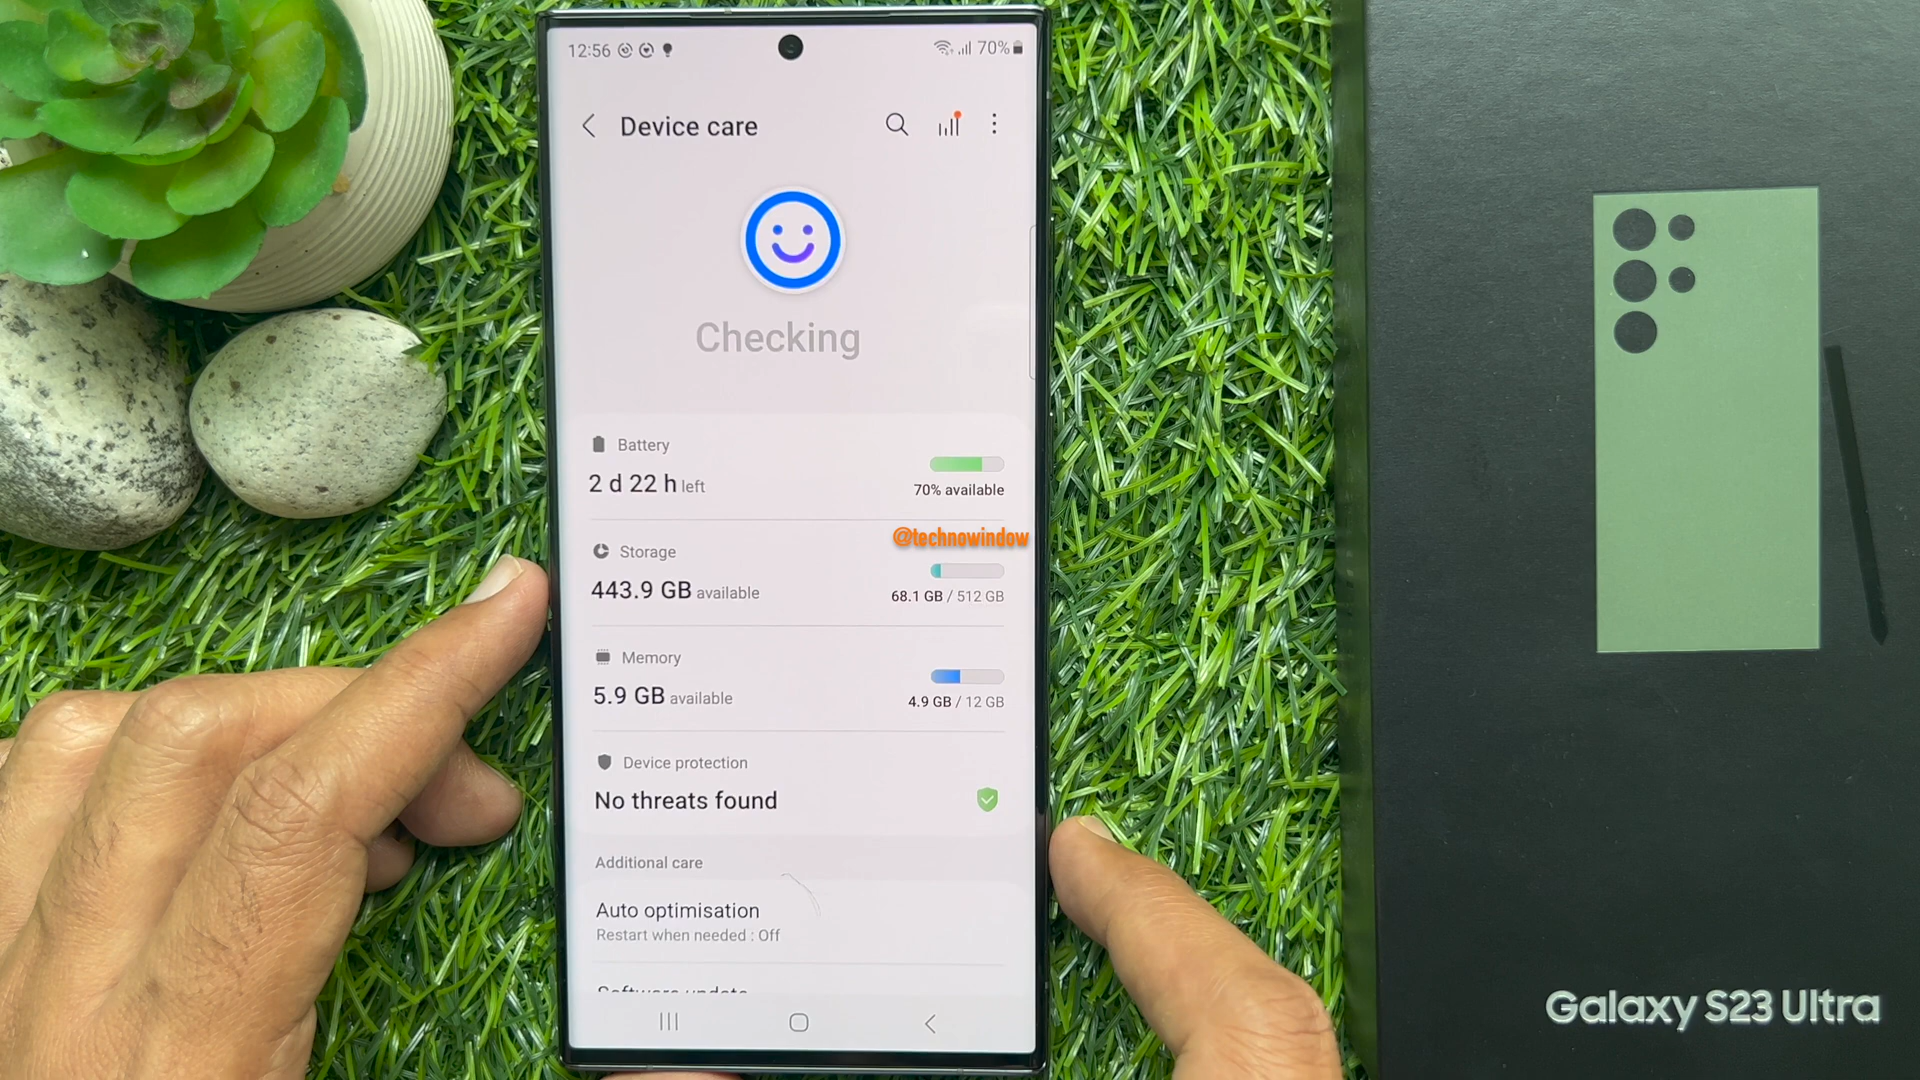 12:56
70%
Device care
Checking
Battery
2 d 22 h left
70% available
@technowindow
Storage
443.9 GB available
68.1 GB / 512 GB
Memory
5.9 GB available
4.9 GB / 12 GB
Device protection
No threats found
Additional care
Auto optimisation
Restart when needed : Off
Software update
Galaxy S23 Ultra